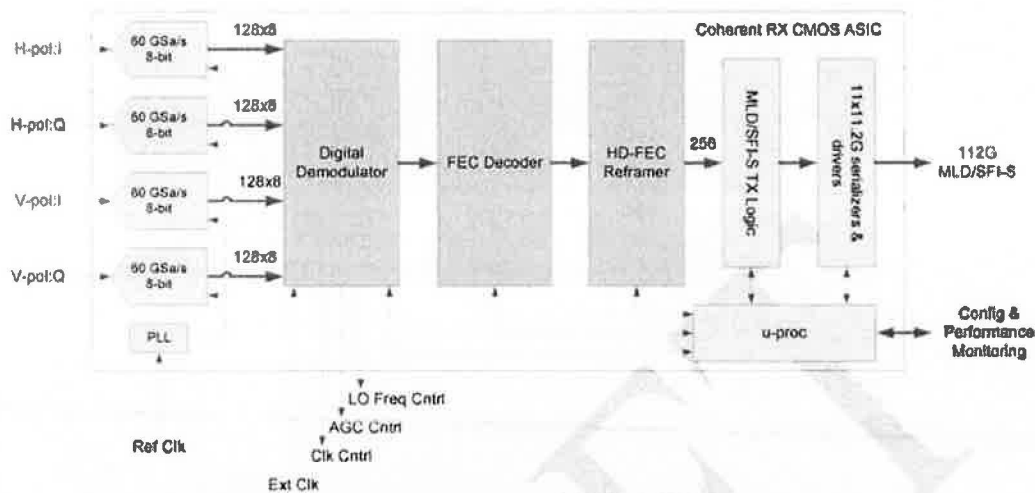 Coherent RX CMOS ASIC
H-pol:I
60 GSa/s
8-bit
128x8
H-pol:Q
60 GSa/s
8-bit
128x8
V-pol:I
60 GSa/s
8-bit
128x8
V-pol:Q
60 GSa/s
8-bit
128x8
Digital
Demodulator
FEC Decoder
HD-FEC
Reframer
256
MLD/SFI-S TX Logic
11x11.2G serializers &
drivers
112G
MLD/SFI-S
PLL
u-proc
Config &
Performance
Monitoring
LO Freq Cntrl
AGC Cntrl
Clk Cntrl
Ref Clk
Ext Clk